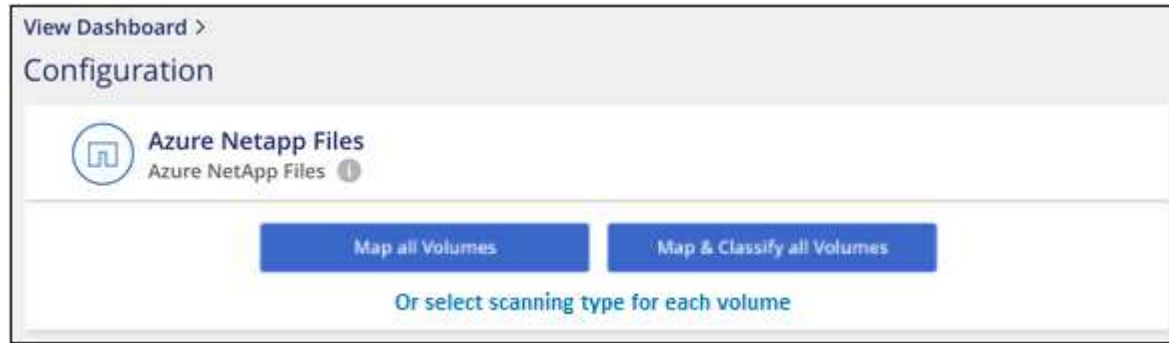 View Dashboard >
Configuration
Azure Netapp Files
Azure NetApp Files i
Map all Volumes
Map & Classify all Volumes
Or select scanning type for each volume